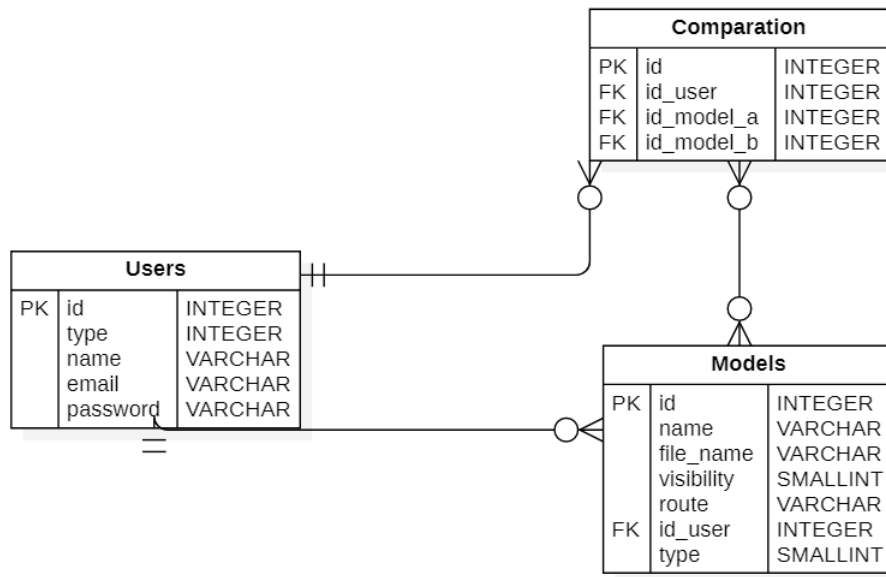 Comparation
PK id INTEGER
FK id_user INTEGER
FK id_model_a INTEGER
FK id_model_b INTEGER
Users
PK id INTEGER
type INTEGER
name VARCHAR
email VARCHAR
password VARCHAR
Models
PK id INTEGER
name VARCHAR
file_name VARCHAR
visibility SMALLINT
route VARCHAR
FK id_user INTEGER
type SMALLINT